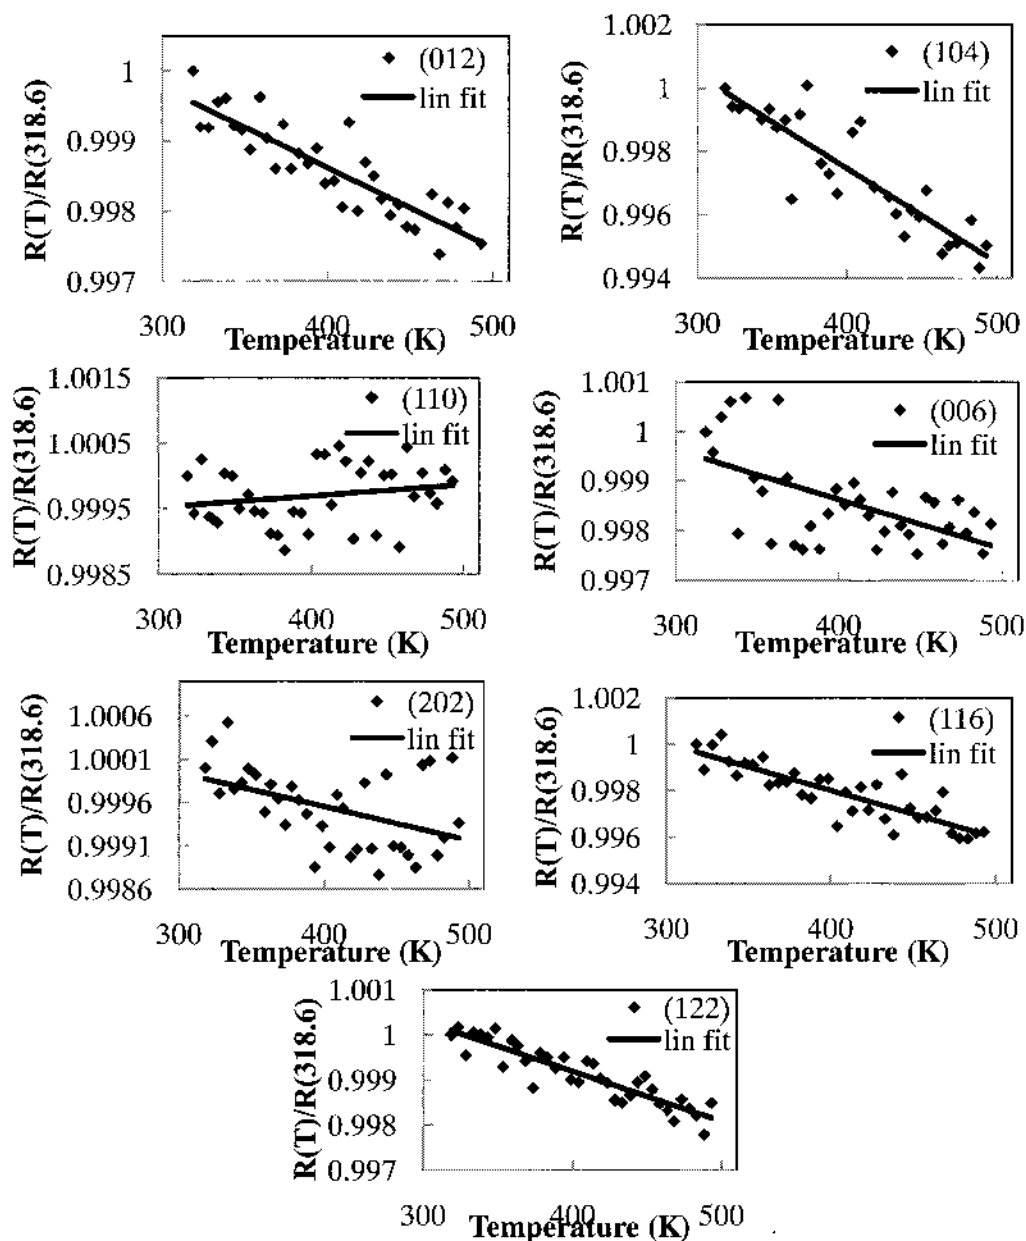 (012)
lin fit
1
0.999
0.998
0.997
R(T)/R(318.6)
300 400 500
Temperature (K)
1.002
(104)
lin fit
1
0.998
0.996
0.994
R(T)/R(318.6)
300 400 500
Temperature (K)
1.0015
(110)
lin fit
1.0005
0.9995
0.9985
R(T)/R(318.6)
300 400 500
Temperature (K)
1.001
(006)
lin fit
1
0.999
0.998
0.997
R(T)/R(318.6)
300 400 500
Temperature (K)
(202)
lin fit
1.0006
1.0001
0.9996
0.9991
0.9986
R(T)/R(318.6)
300 400 500
Temperature (K)
1.002
(116)
lin fit
1
0.998
0.996
0.994
R(T)/R(318.6)
300 400 500
Temperature (K)
1.001
(122)
lin fit
1
0.999
0.998
0.997
R(T)/R(318.6)
300 400 500
Temperature (K)